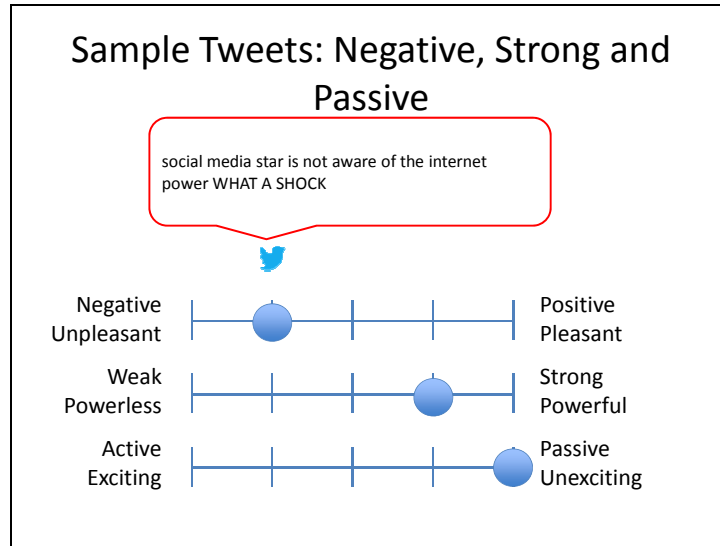 Sample Tweets: Negative, Strong and
Passive
social media star is not aware of the internet
power WHAT A SHOCK
Negative
Unpleasant
Positive
Pleasant
Weak
Powerless
Strong
Powerful
Active
Exciting
Passive
Unexciting